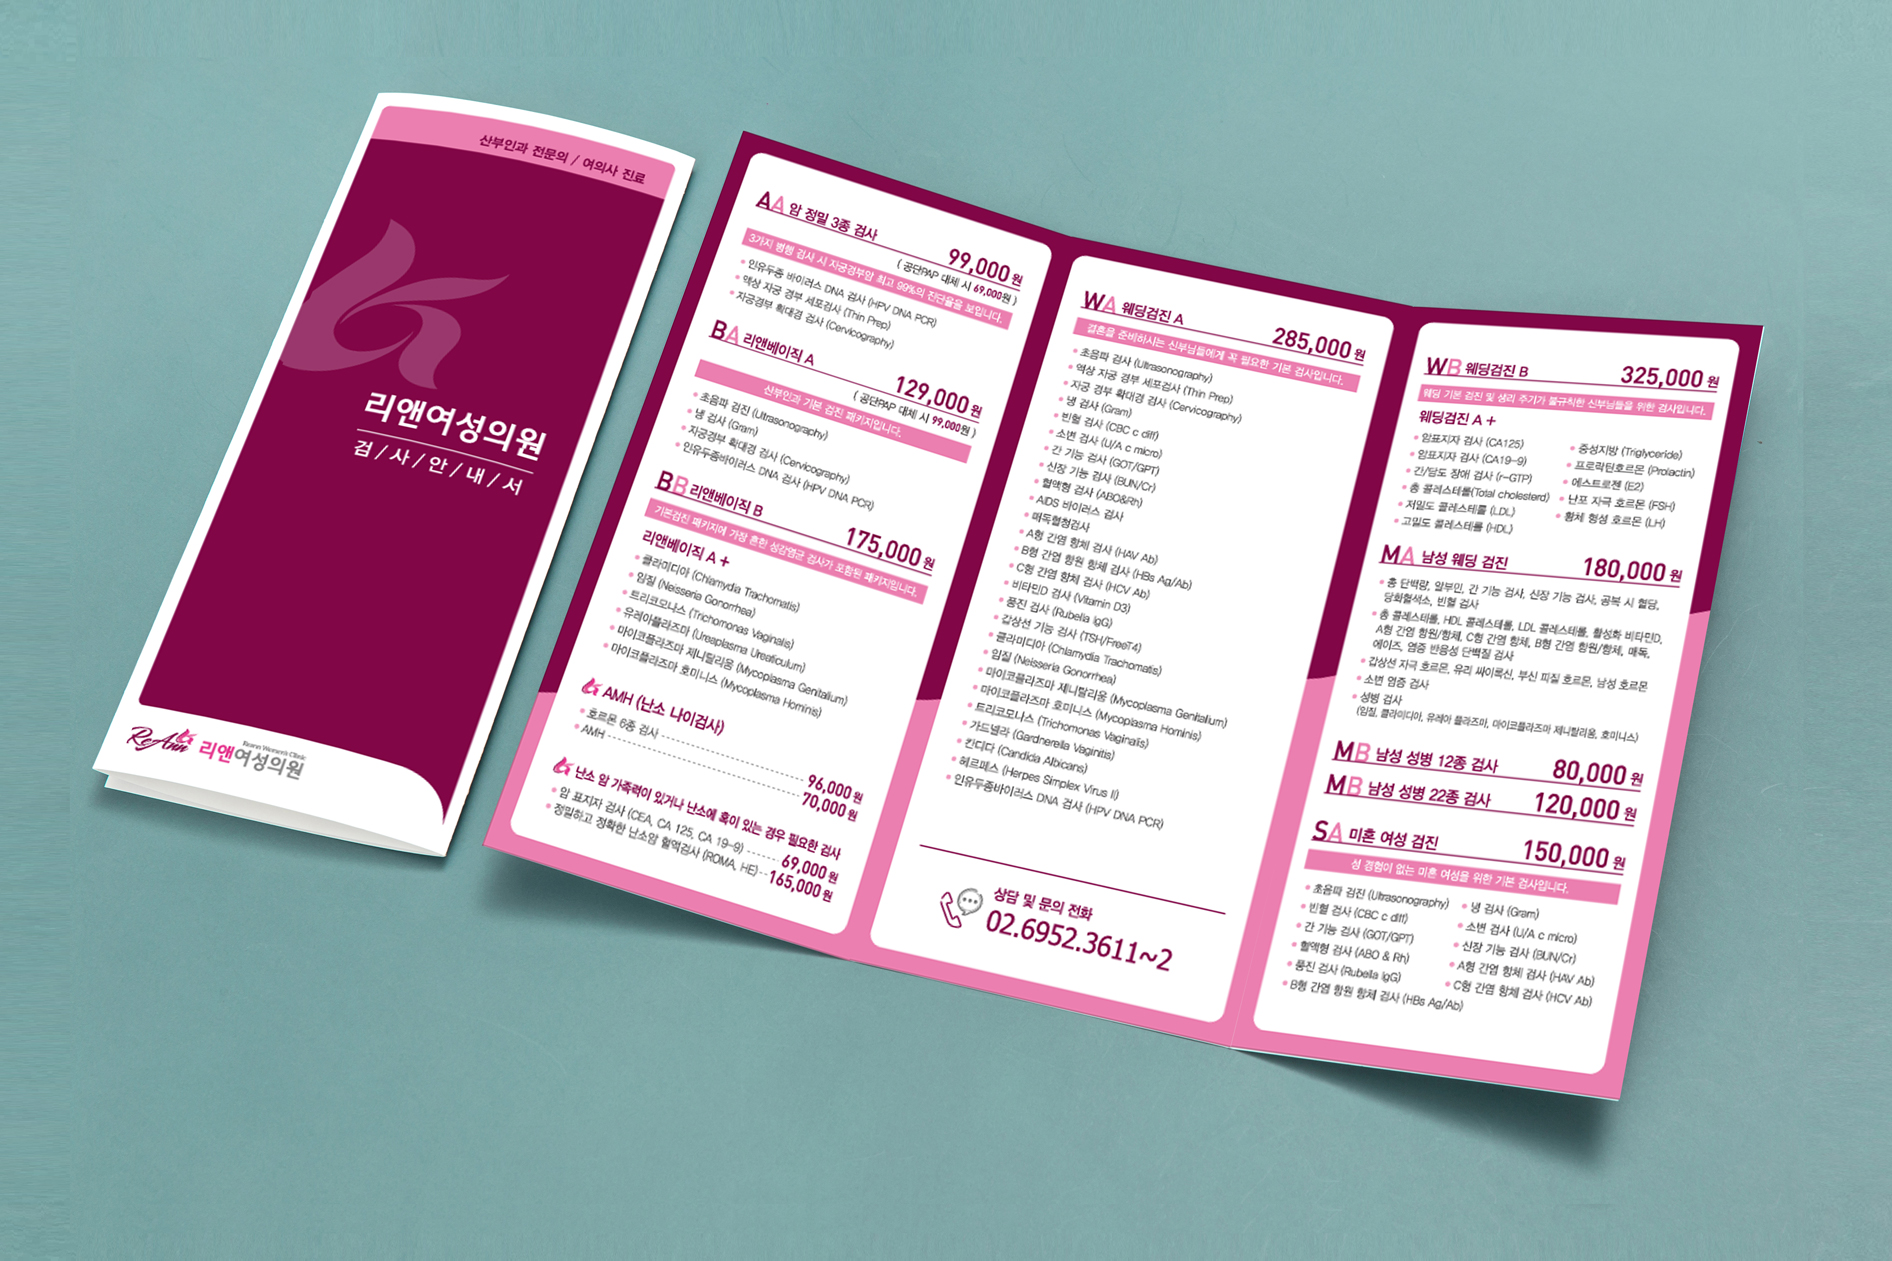 산부인과 전문의 / 여의사 진료
리앤여성의원
검/사/안/내/서
ReAnn
Reann Women's Clinic
리앤여성의원
AA 암 정밀 3종 검사
99,000원
( 공단PAP 대체 시 69,000원 )
3가지 병행 검사 시 자궁경부암 최고 99%의 진단율을 보입니다.
인유두종 바이러스 DNA 검사 (HPV DNA PCR)
액상 자궁 경부 세포검사 (Thin Prep)
자궁경부 확대경 검사 (Cervicography)
BA 리앤베이직 A
129,000원
( 공단PAP 대체 시 99,000원 )
산부인과 기본 검진 패키지입니다.
초음파 검진 (Ultrasonography)
냉 검사 (Gram)
자궁경부 확대경 검사 (Cervicography)
인유두종바이러스 DNA 검사 (HPV DNA PCR)
BB 리앤베이직 B
175,000원
기본검진 패키지에 가장 흔한 성감염균 검사가 포함된 패키지입니다.
리앤베이직 A +
클라미디아 (Chlamydia Trachomatis)
임질 (Neisseria Gonorrhea)
트리코모나스 (Trichomonas Vaginalis)
유레아플라즈마 (Ureaplasma Ureaticulum)
마이코플라즈마 제니탈리움 (Mycoplasma Genitalium)
마이코플라즈마 호미니스 (Mycoplasma Hominis)
AMH (난소 나이검사)
호르몬 6종 검사 96,000원
AMH 70,000원
난소 암 가족력이 있거나 난소에 혹이 있는 경우 필요한 검사
암 표지자 검사 (CEA, CA 125, CA 19-9) 69,000원
정밀하고 정확한 난소암 혈액검사 (ROMA, HE) 165,000원
WA 웨딩검진 A
285,000원
결혼을 준비하시는 신부님들에게 꼭 필요한 기본 검사입니다.
초음파 검사 (Ultrasonography)
액상 자궁 경부 세포검사 (Thin Prep)
자궁 경부 확대경 검사 (Cervicography)
냉 검사 (Gram)
빈혈 검사 (CBC c diff)
소변 검사 (U/A c micro)
간 기능 검사 (GOT/GPT)
신장 기능 검사 (BUN/Cr)
혈액형 검사 (ABO&Rh)
AIDS 바이러스 검사
매독혈청검사
A형 간염 항체 검사 (HAV Ab)
B형 간염 항원 항체 검사 (HBs Ag/Ab)
C형 간염 항체 검사 (HCV Ab)
비타민D 검사 (Vitamin D3)
풍진 검사 (Rubella IgG)
갑상선 기능 검사 (TSH/FreeT4)
클라미디아 (Chlamydia Trachomatis)
임질 (Neisseria Gonorrhea)
마이코플라즈마 제니탈리움 (Mycoplasma Genitalium)
마이코플라즈마 호미니스 (Mycoplasma Hominis)
트리코모나스 (Trichomonas Vaginalis)
가드넬라 (Gardnerella Vaginitis)
칸디다 (Candida Albicans)
헤르페스 (Herpes Simplex Virus II)
인유두종바이러스 DNA 검사 (HPV DNA PCR)
상담 및 문의 전화
02.6952.3611~2
WB 웨딩검진 B
325,000원
웨딩 기본 검진 및 생리 주기가 불규칙한 신부님들을 위한 검사입니다.
웨딩검진 A +
암표지자 검사 (CA125)
암표지자 검사 (CA19-9)
간/담도 장애 검사 (r-GTP)
총 콜레스테롤(Total cholesterd)
저밀도 콜레스테롤 (LDL)
고밀도 콜레스테롤 (HDL)
중성지방 (Triglyceride)
프로락틴호르몬 (Prolactin)
에스트로젠 (E2)
난포 자극 호르몬 (FSH)
황체 형성 호르몬 (LH)
MA 남성 웨딩 검진
180,000원
총 단백량, 알부민, 간 기능 검사, 신장 기능 검사, 공복 시 혈당,
당화혈색소, 빈혈 검사
총 콜레스테롤, HDL 콜레스테롤, LDL 콜레스테롤, 활성화 비타민D,
A형 간염 항원/항체, C형 간염 항체, B형 간염 항원/항체, 매독,
에이즈, 염증 반응성 단백질 검사
갑상선 자극 호르몬, 유리 싸이록신, 부신 피질 호르몬, 남성 호르몬
소변 염증 검사
성병 검사
(임질, 클라미디아, 유레아 플라즈마, 마이코플라즈마 제니탈리움, 호미니스)
MB 남성 성병 12종 검사 80,000원
MB 남성 성병 22종 검사 120,000원
SA 미혼 여성 검진
150,000원
성 경험이 없는 미혼 여성을 위한 기본 검사입니다.
초음파 검진 (Ultrasonography)
빈혈 검사 (CBC c diff)
간 기능 검사 (GOT/GPT)
혈액형 검사 (ABO & Rh)
풍진 검사 (Rubella IgG)
B형 간염 항원 항체 검사 (HBs Ag/Ab)
냉 검사 (Gram)
소변 검사 (U/A c micro)
신장 기능 검사 (BUN/Cr)
A형 간염 항체 검사 (HAV Ab)
C형 간염 항체 검사 (HCV Ab)